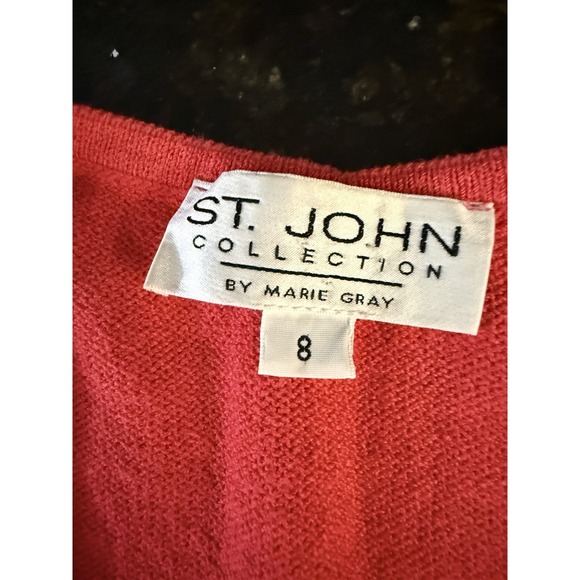 ST. JOHN
COLLECTION
BY MARIE GRAY
8